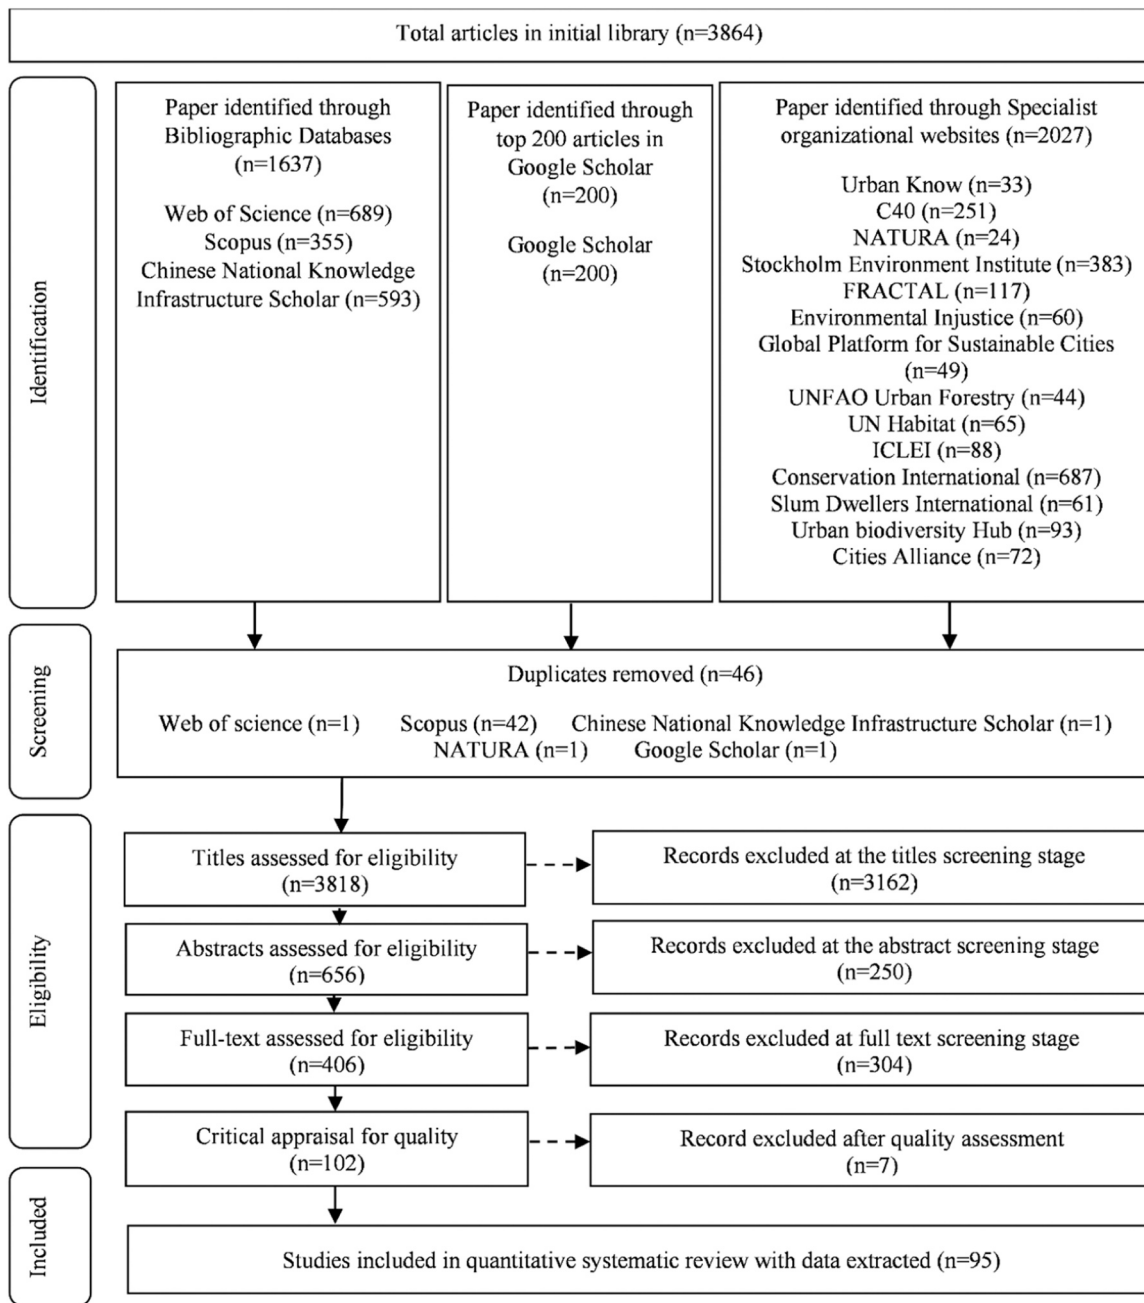 Total articles in initial library (n=3864)
Identification
Paper identified through
Bibliographic Databases
(n=1637)
Web of Science (n=689)
Scopus (n=355)
Chinese National Knowledge
Infrastructure Scholar (n=593)
Paper identified through
top 200 articles in
Google Scholar
(n=200)
Google Scholar
(n=200)
Paper identified through Specialist
organizational websites (n=2027)
Urban Know (n=33)
C40 (n=251)
NATURA (n=24)
Stockholm Environment Institute (n=383)
FRACTAL (n=117)
Environmental Injustice (n=60)
Global Platform for Sustainable Cities
(n=49)
UNFAO Urban Forestry (n=44)
UN Habitat (n=65)
ICLEI (n=88)
Conservation International (n=687)
Slum Dwellers International (n=61)
Urban biodiversity Hub (n=93)
Cities Alliance (n=72)
Screening
Duplicates removed (n=46)
Web of science (n=1) Scopus (n=42) Chinese National Knowledge Infrastructure Scholar (n=1)
NATURA (n=1) Google Scholar (n=1)
Eligibility
Titles assessed for eligibility
(n=3818)
Records excluded at the titles screening stage
(n=3162)
Abstracts assessed for eligibility
(n=656)
Records excluded at the abstract screening stage
(n=250)
Full-text assessed for eligibility
(n=406)
Records excluded at full text screening stage
(n=304)
Critical appraisal for quality
(n=102)
Record excluded after quality assessment
(n=7)
Included
Studies included in quantitative systematic review with data extracted (n=95)